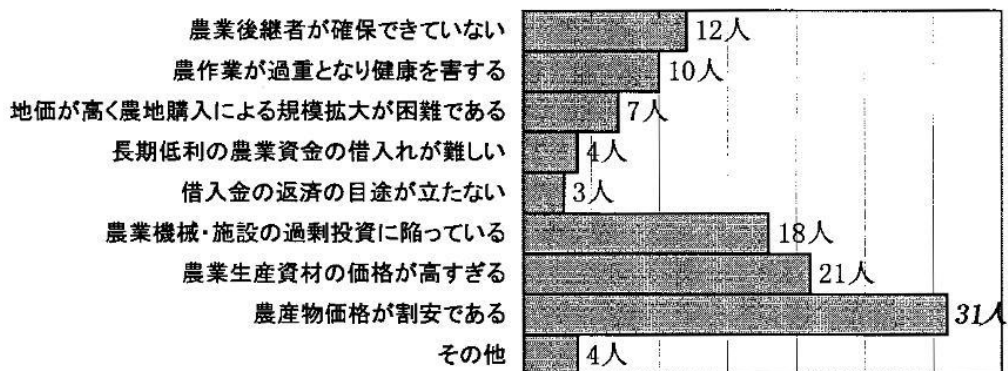 農業後継者が確保できていない 12人
農作業が過重となり健康を害する 10人
地価が高く農地購入による規模拡大が困難である 7人
長期低利の農業資金の借入れが難しい 4人
借入金の返済の目途が立たない 3人
農業機械・施設の過剰投資に陥っている 18人
農業生産資材の価格が高すぎる 21人
農産物価格が割安である 31人
その他 4人